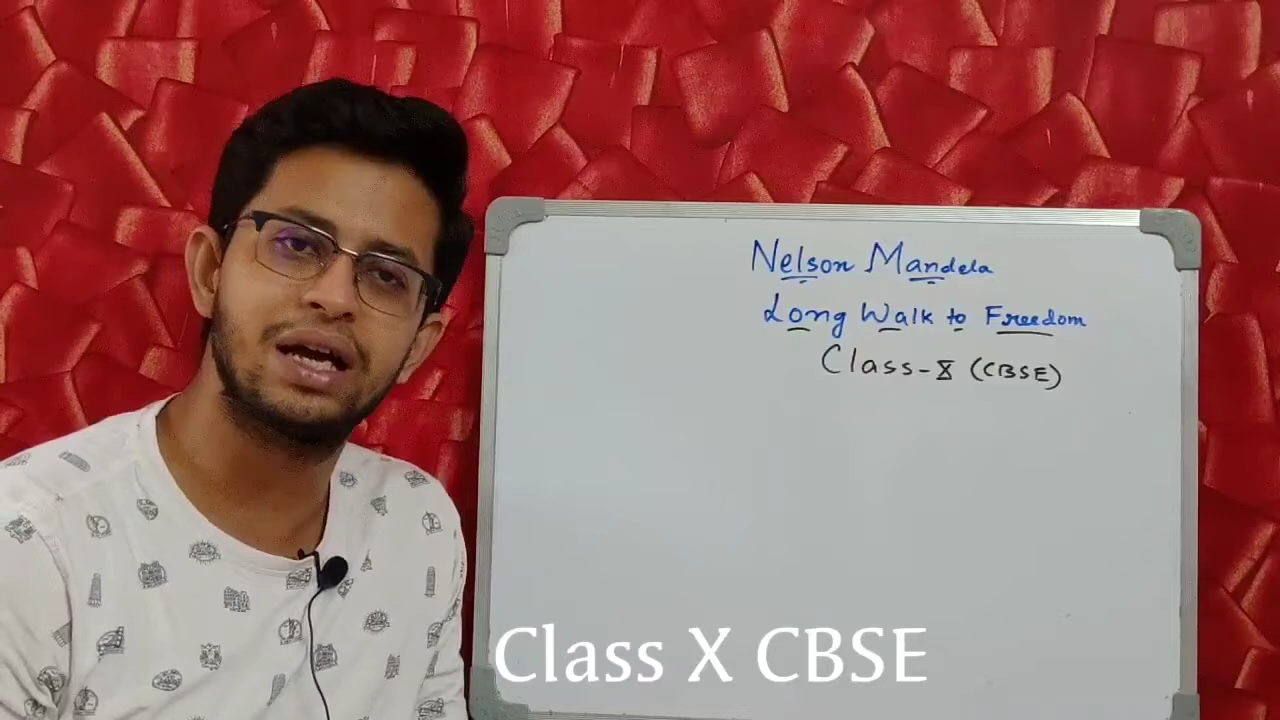 Nelson Mandela
Long Walk to Freedom
Class-X (CBSE)
Class X CBSE